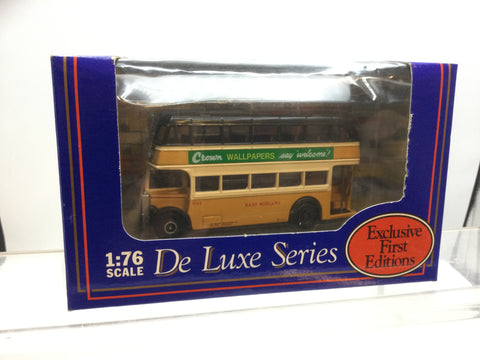 Crown WALLPAPERS say 'welcome'!
EAST MIDLAND
1:76
SCALE
De Luxe Series
Exclusive
First
Editions